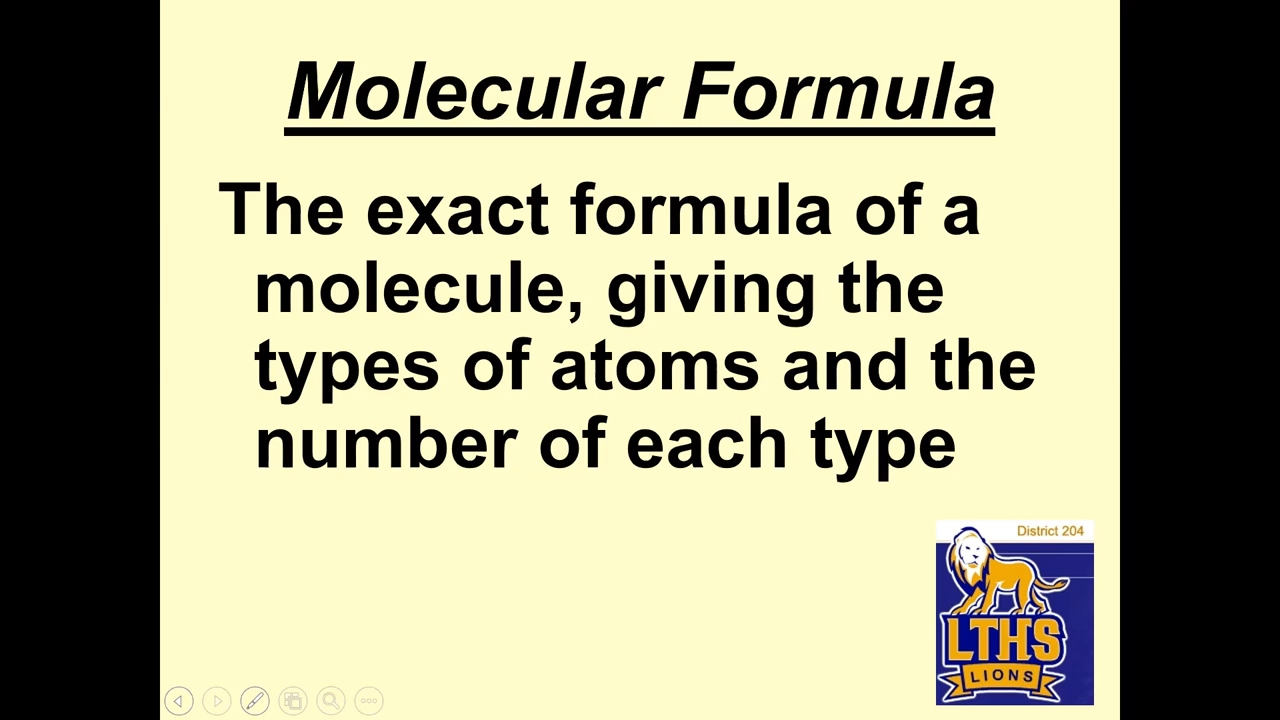 Molecular Formula
The exact formula of a
molecule, giving the
types of atoms and the
number of each type
District 204
LTHS
LIONS